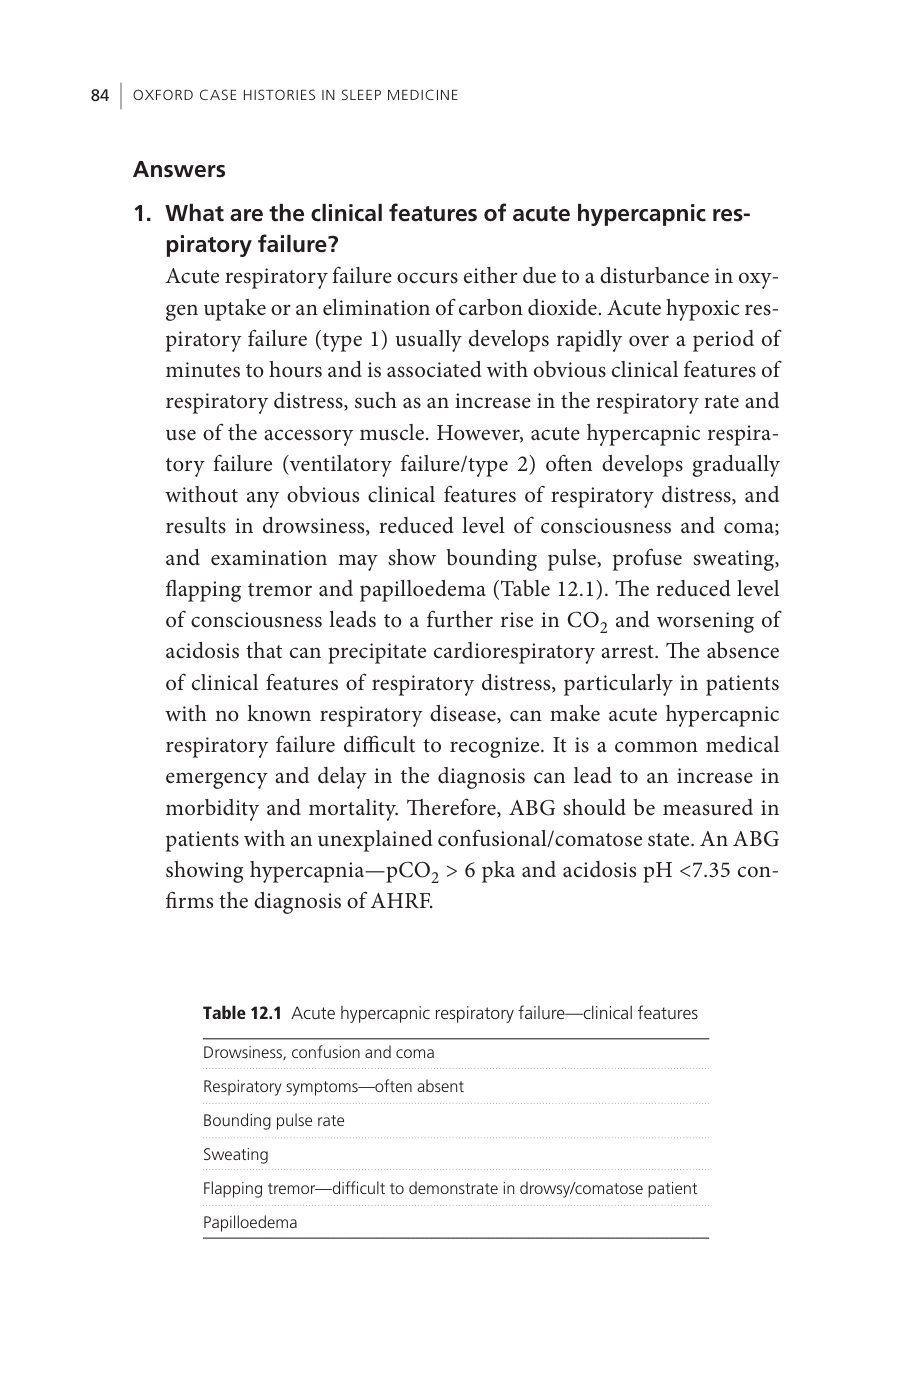 84 | OXFORD CASE HISTORIES IN SLEEP MEDICINE
Answers
1. What are the clinical features of acute hypercapnic res-
piratory failure?
Acute respiratory failure occurs either due to a disturbance in oxy-
gen uptake or an elimination of carbon dioxide. Acute hypoxic res-
piratory failure (type 1) usually develops rapidly over a period of
minutes to hours and is associated with obvious clinical features of
respiratory distress, such as an increase in the respiratory rate and
use of the accessory muscle. However, acute hypercapnic respira-
tory failure (ventilatory failure/type 2) often develops gradually
without any obvious clinical features of respiratory distress, and
results in drowsiness, reduced level of consciousness and coma;
and examination may show bounding pulse, profuse sweating,
flapping tremor and papilloedema (Table 12.1). The reduced level
of consciousness leads to a further rise in CO₂ and worsening of
acidosis that can precipitate cardiorespiratory arrest. The absence
of clinical features of respiratory distress, particularly in patients
with no known respiratory disease, can make acute hypercapnic
respiratory failure difficult to recognize. It is a common medical
emergency and delay in the diagnosis can lead to an increase in
morbidity and mortality. Therefore, ABG should be measured in
patients with an unexplained confusional/comatose state. An ABG
showing hypercapnia—pCO₂ > 6 pka and acidosis pH <7.35 con-
firms the diagnosis of AHRF.
Table 12.1 Acute hypercapnic respiratory failure—clinical features
Drowsiness, confusion and coma
Respiratory symptoms—often absent
Bounding pulse rate
Sweating
Flapping tremor—difficult to demonstrate in drowsy/comatose patient
Papilloedema